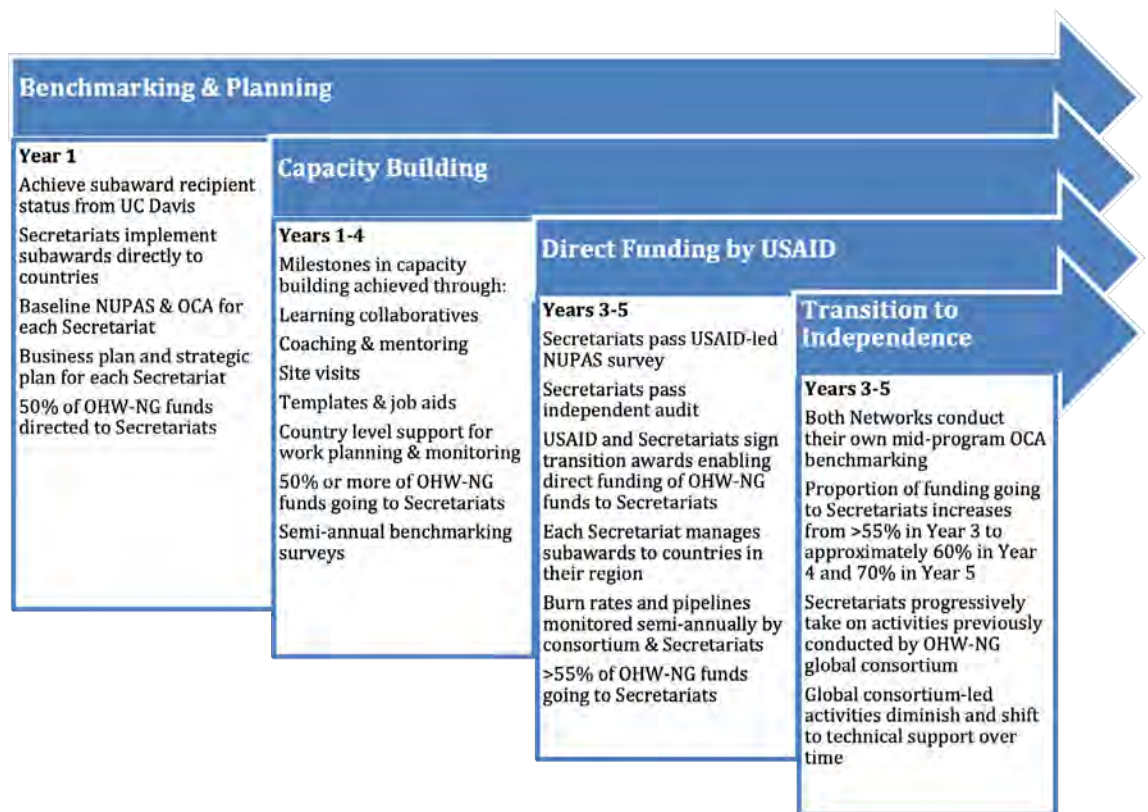 Benchmarking & Planning
Year 1
Achieve subaward recipient
status from UC Davis
Secretariats implement
subawards directly to
countries
Baseline NUPAS & OCA for
each Secretariat
Business plan and strategic
plan for each Secretariat
50% of OHW-NG funds
directed to Secretariats
Capacity Building
Years 1-4
Milestones in capacity
building achieved through:
Learning collaboratives
Coaching & mentoring
Site visits
Templates & job aids
Country level support for
work planning & monitoring
50% or more of OHW-NG
funds going to Secretariats
Semi-annual benchmarking
surveys
Direct Funding by USAID
Years 3-5
Secretariats pass USAID-led
NUPAS survey
Secretariats pass
independent audit
USAID and Secretariats sign
transition awards enabling
direct funding of OHW-NG
funds to Secretariats
Each Secretariat manages
subawards to countries in
their region
Burn rates and pipelines
monitored semi-annually by
consortium & Secretariats
>55% of OHW-NG funds
going to Secretariats
Transition to
Independence
Years 3-5
Both Networks conduct
their own mid-program OCA
benchmarking
Proportion of funding going
to Secretariats increases
from >55% in Year 3 to
approximately 60% in Year
4 and 70% in Year 5
Secretariats progressively
take on activities previously
conducted by OHW-NG
global consortium
Global consortium-led
activities diminish and shift
to technical support over
time